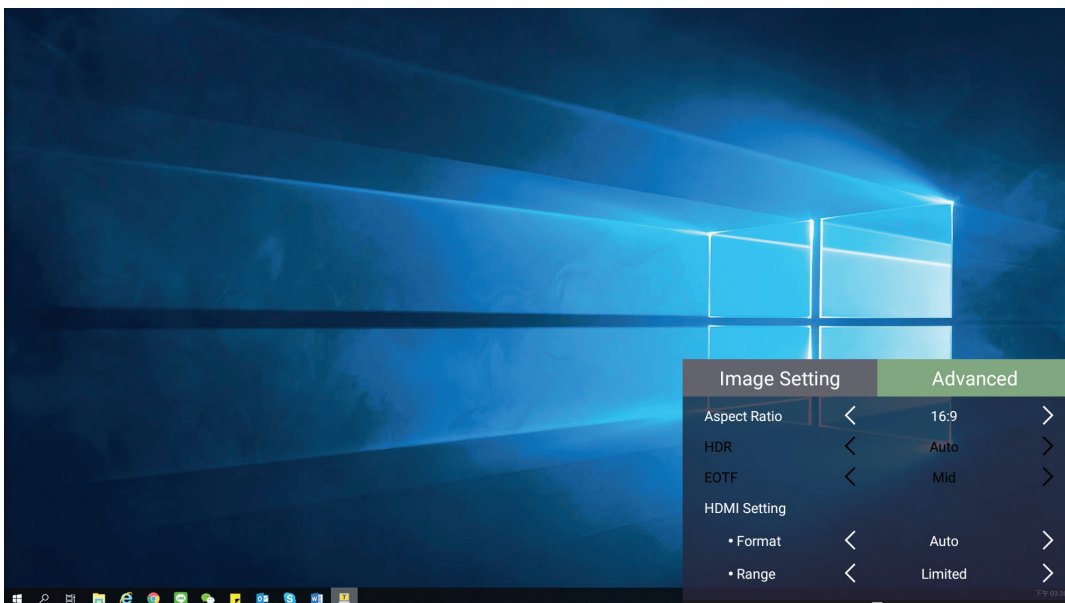 Image Setting Advanced
Aspect Ratio 16:9
HDR Auto
EOTF Mid
HDMI Setting
• Format Auto
• Range Limited